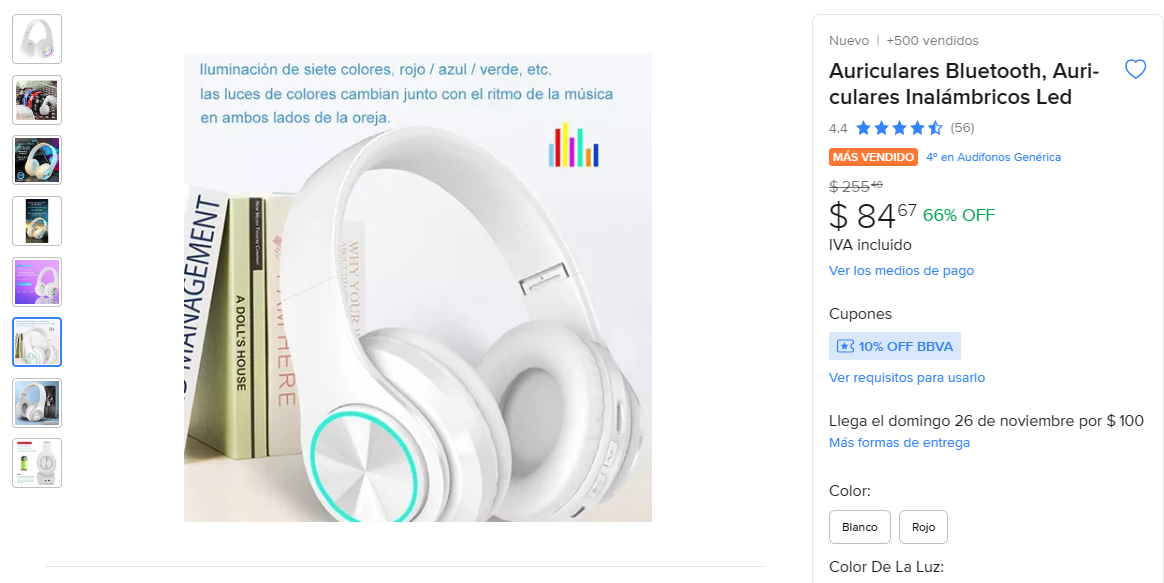 Iluminación de siete colores, rojo / azul / verde, etc.
las luces de colores cambian junto con el ritmo de la música
en ambos lados de la oreja.
MANAGEMENT
A DOLL'S HOUSE
WHY YOUR
Nuevo | +500 vendidos
Auriculares Bluetooth, Auri-
culares Inalámbricos Led
4.4 (56)
MÁS VENDIDO 4º en Audífonos Genérica
$ 255 40
$ 84 67 66% OFF
IVA incluido
Ver los medios de pago
Cupones
10% OFF BBVA
Ver requisitos para usarlo
Llega el domingo 26 de noviembre por $ 100
Más formas de entrega
Color:
Blanco Rojo
Color De La Luz: